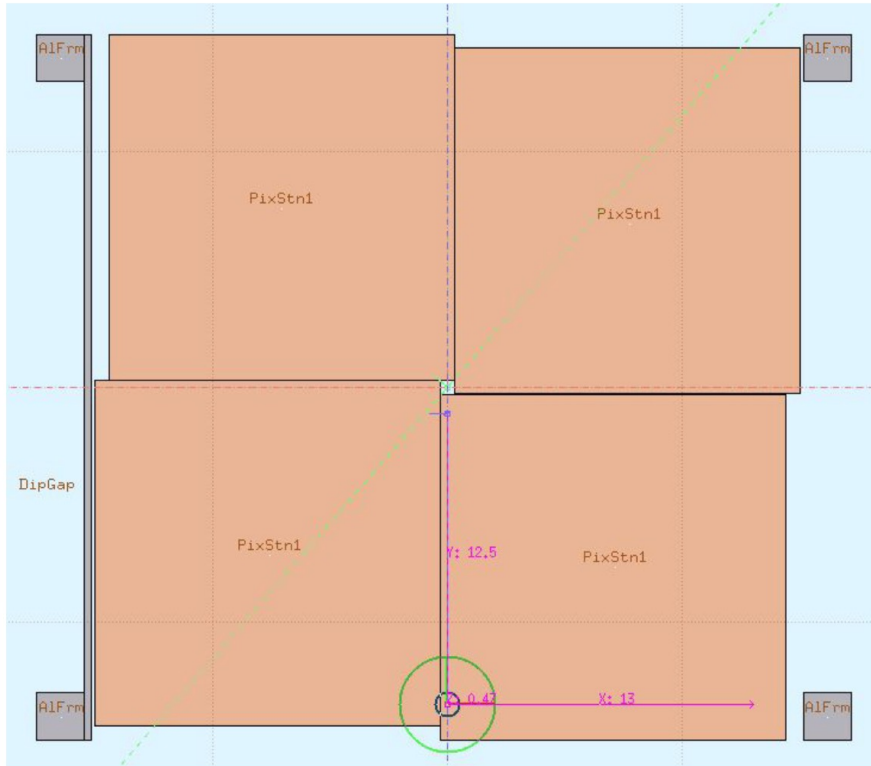 AlFrm
AlFrm
PixStn1
PixStn1
DipGap
PixStn1
Y: 12.5
PixStn1
0.47
X: 13
AlFrm
AlFrm